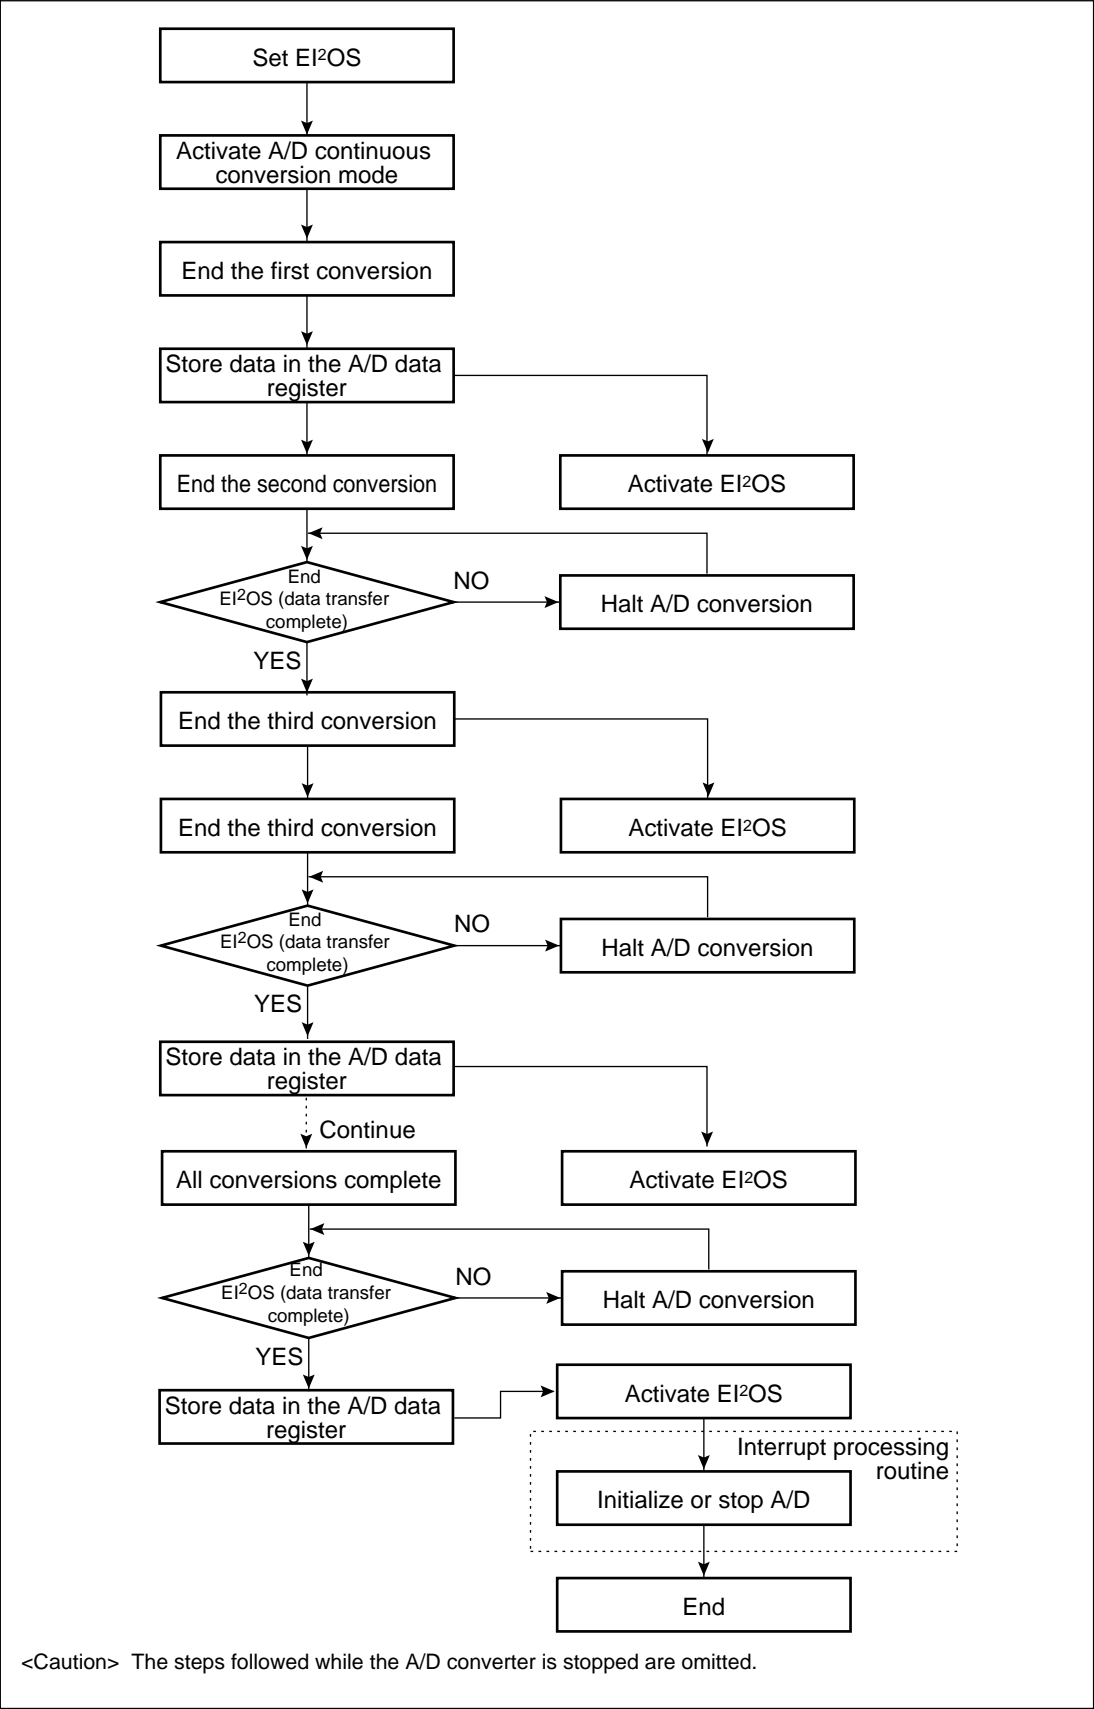 Set EI²OS
Activate A/D continuous
conversion mode
End the first conversion
Store data in the A/D data
register
End the second conversion
Activate EI²OS
End
EI²OS (data transfer
complete)
NO
Halt A/D conversion
YES
End the third conversion
End the third conversion
Activate EI²OS
End
EI²OS (data transfer
complete)
NO
Halt A/D conversion
YES
Store data in the A/D data
register
Continue
All conversions complete
Activate EI²OS
End
EI²OS (data transfer
complete)
NO
Halt A/D conversion
YES
Store data in the A/D data
register
Activate EI²OS
Interrupt processing
routine
Initialize or stop A/D
End
<Caution> The steps followed while the A/D converter is stopped are omitted.